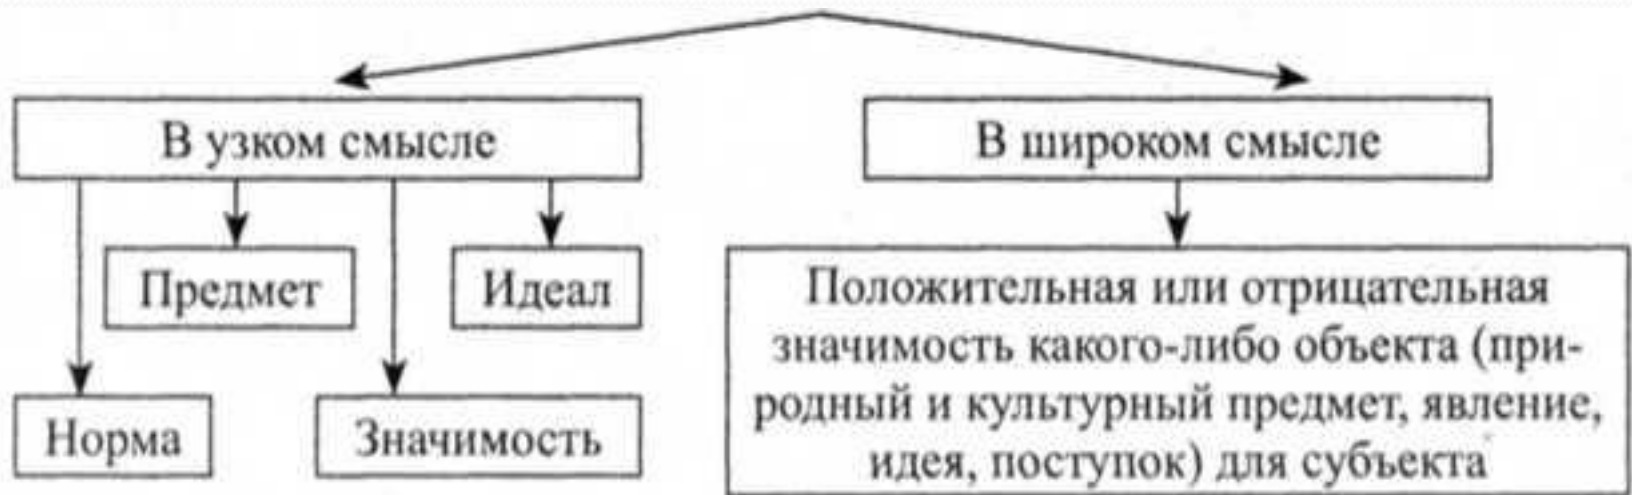 В узком смысле
В широком смысле
Предмет
Идеал
Норма
Значимость
Положительная или отрицательная
значимость какого-либо объекта (при-
родный и культурный предмет, явление,
идея, поступок) для субъекта